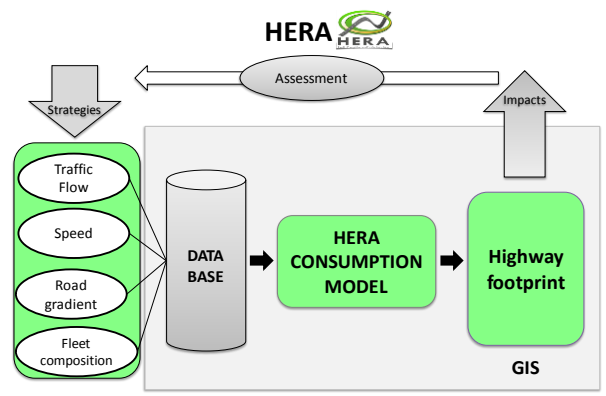 HERA
HERA
Assessment
Strategies
Impacts
Traffic
Flow
Speed
Road
gradient
Fleet
composition
DATA
BASE
HERA
CONSUMPTION
MODEL
Highway
footprint
GIS